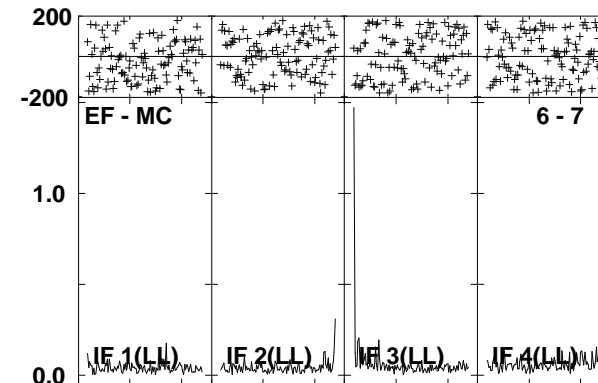 200
-200
EF - MC 6 - 7
1.0
IF 1(LL) IF 2(LL) IF 3(LL) IF 4(LL)
0.0